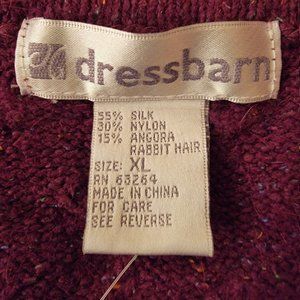 dressbarn
55% SILK
30% NYLON
15% ANGORA
RABBIT HAIR
SIZE: XL
RN 63264
MADE IN CHINA
FOR CARE
SEE REVERSE